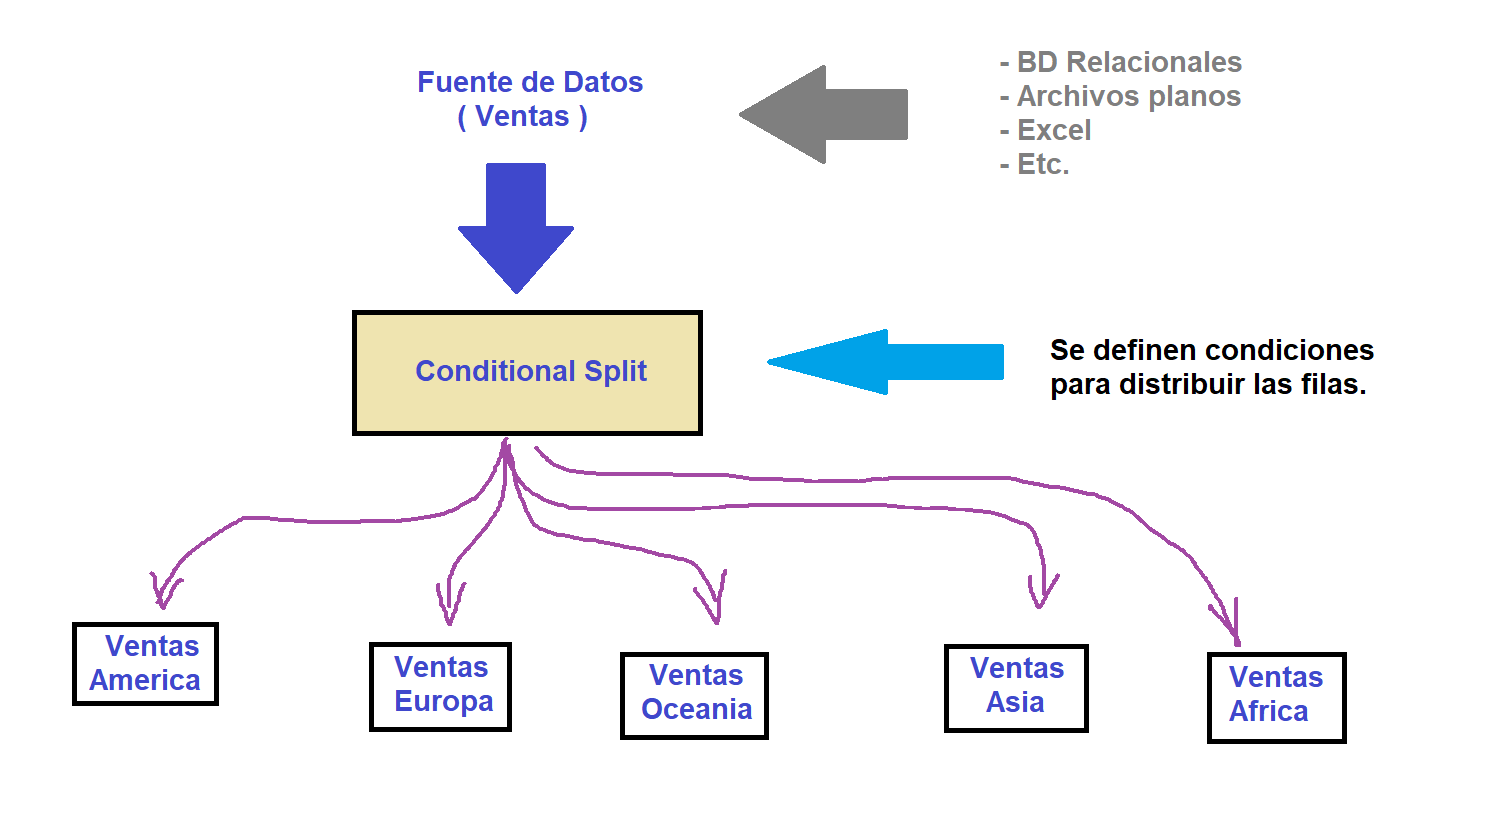 Fuente de Datos
( Ventas )
- BD Relacionales
- Archivos planos
- Excel
- Etc.
Conditional Split
Se definen condiciones
para distribuir las filas.
Ventas
America
Ventas
Europa
Ventas
Oceania
Ventas
Asia
Ventas
Africa